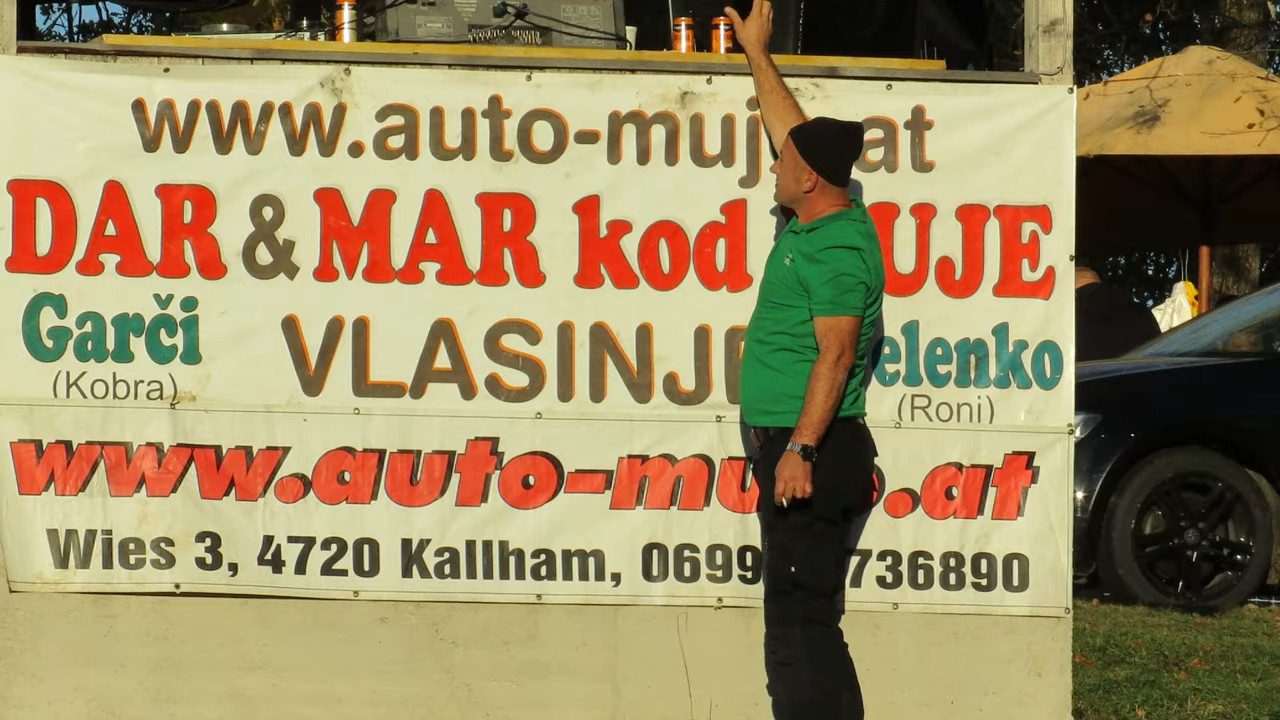 www.auto-muj at
DAR & MAR kod UJE
Garči
(Kobra)
VLASINJE
elenko
(Roni)
www.auto-mu o.at
Wies 3, 4720 Kallham, 0699 736890